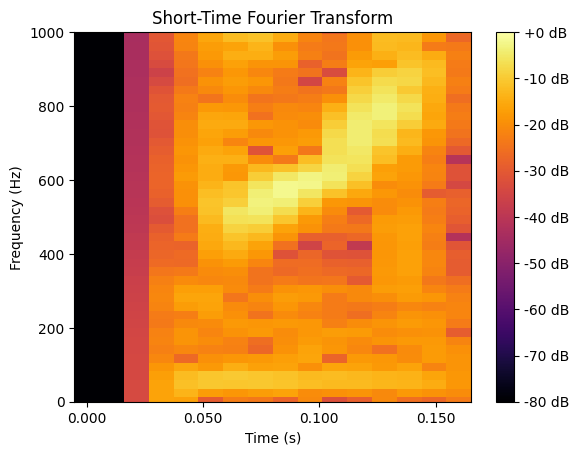 Short-Time Fourier Transform
1000
800
600
400
200
0
Frequency (Hz)
0.000
0.050
0.100
0.150
Time (s)
+0 dB
-10 dB
-20 dB
-30 dB
-40 dB
-50 dB
-60 dB
-70 dB
-80 dB